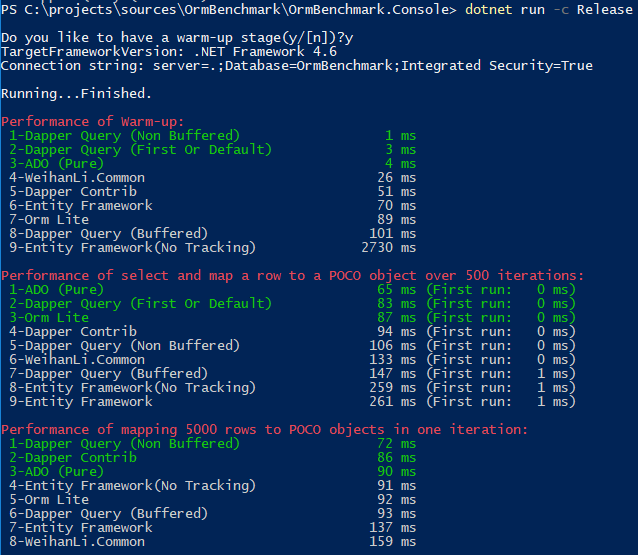 PS C:\projects\sources\OrmBenchmark\OrmBenchmark.Console> dotnet run -c Release
Do you like to have a warm-up stage(y/[n])?y
TargetFrameworkVersion: .NET Framework 4.6
Connection string: server=.;Database=OrmBenchmark;Integrated Security=True
Running...Finished.
Performance of Warm-up:
1-Dapper Query (Non Buffered) 1 ms
2-Dapper Query (First Or Default) 3 ms
3-ADO (Pure) 4 ms
4-WeihanLi.Common 26 ms
5-Dapper Contrib 51 ms
6-Entity Framework 70 ms
7-Orm Lite 89 ms
8-Dapper Query (Buffered) 101 ms
9-Entity Framework(No Tracking) 2730 ms
Performance of select and map a row to a POCO object over 500 iterations:
1-ADO (Pure) 65 ms (First run: 0 ms)
2-Dapper Query (First Or Default) 83 ms (First run: 0 ms)
3-Orm Lite 87 ms (First run: 0 ms)
4-Dapper Contrib 94 ms (First run: 0 ms)
5-Dapper Query (Non Buffered) 106 ms (First run: 0 ms)
6-WeihanLi.Common 133 ms (First run: 0 ms)
7-Dapper Query (Buffered) 147 ms (First run: 1 ms)
8-Entity Framework(No Tracking) 259 ms (First run: 1 ms)
9-Entity Framework 261 ms (First run: 1 ms)
Performance of mapping 5000 rows to POCO objects in one iteration:
1-Dapper Query (Non Buffered) 72 ms
2-Dapper Contrib 86 ms
3-ADO (Pure) 90 ms
4-Entity Framework(No Tracking) 91 ms
5-Orm Lite 92 ms
6-Dapper Query (Buffered) 93 ms
7-Entity Framework 137 ms
8-WeihanLi.Common 159 ms